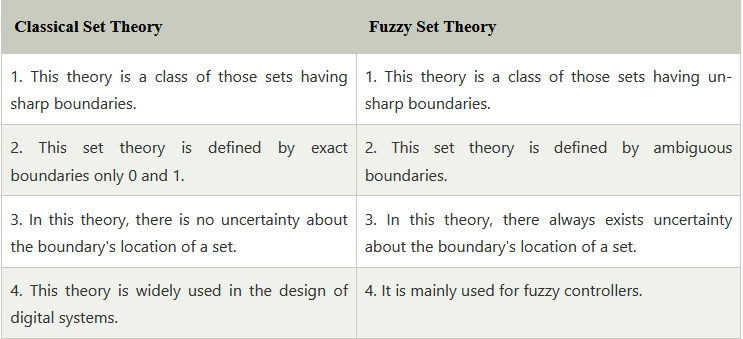 Classical Set Theory
Fuzzy Set Theory
1. This theory is a class of those sets having
sharp boundaries.
1. This theory is a class of those sets having un-
sharp boundaries.
2. This set theory is defined by exact
boundaries only 0 and 1.
2. This set theory is defined by ambiguous
boundaries.
3. In this theory, there is no uncertainty about
the boundary's location of a set.
3. In this theory, there always exists uncertainty
about the boundary's location of a set.
4. This theory is widely used in the design of
digital systems.
4. It is mainly used for fuzzy controllers.